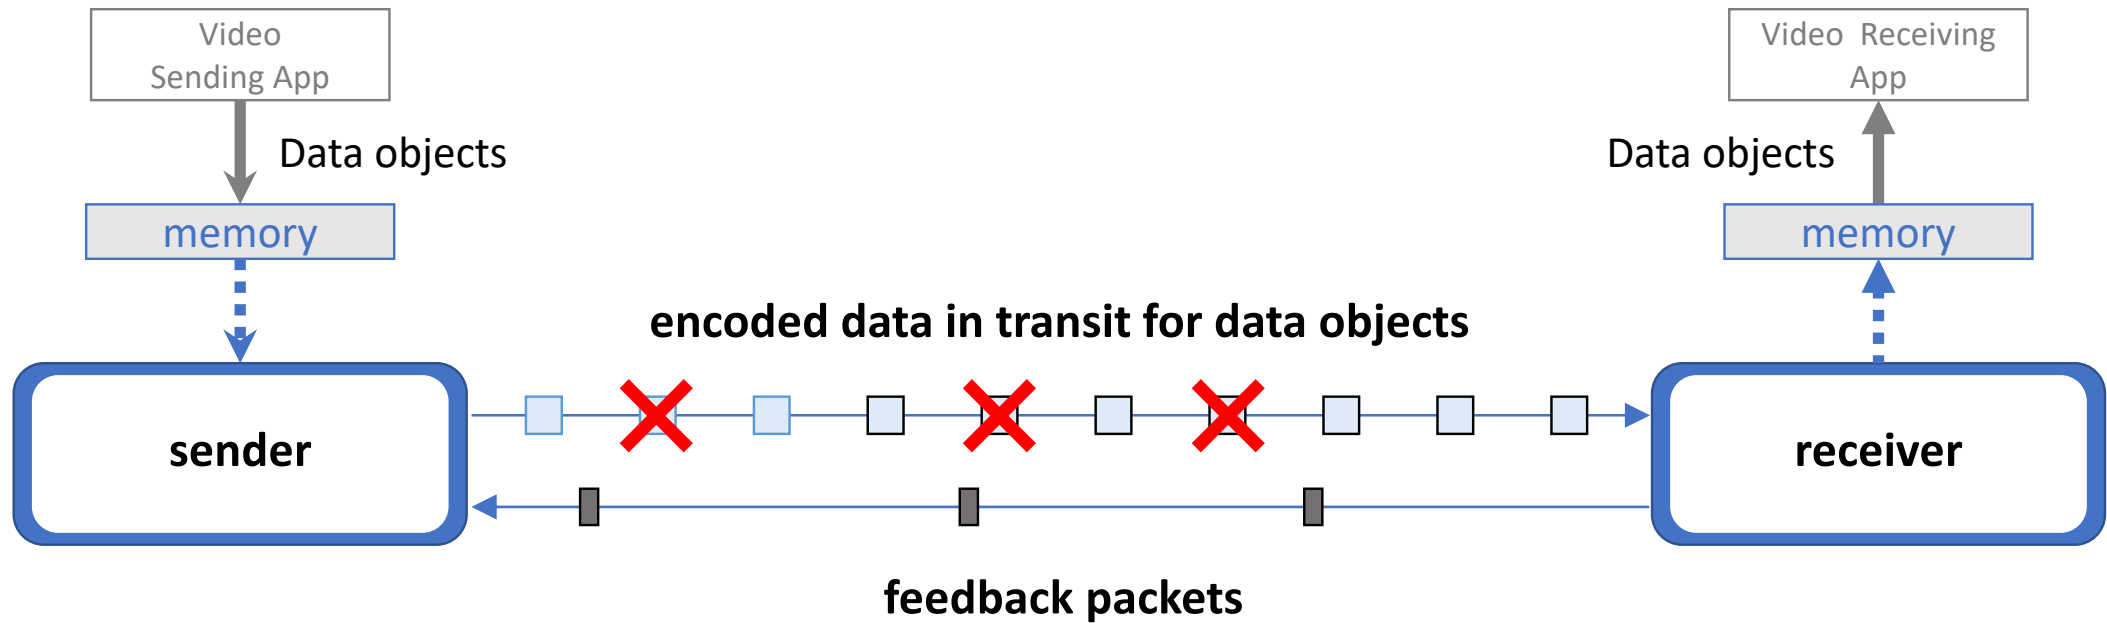 Video
Sending App
Video Receiving
App
Data objects
Data objects
memory
memory
encoded data in transit for data objects
sender
receiver
feedback packets